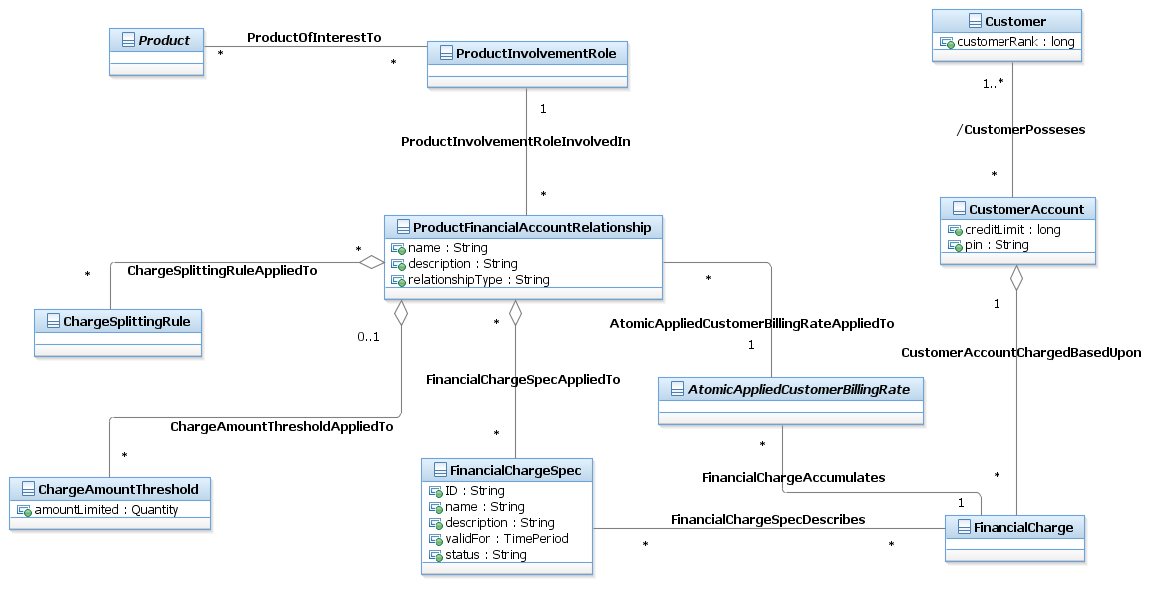 Customer
customerRank : long
Product
ProductOfInterestTo
*
*
ProductInvolvementRole
1..*
1
/CustomerPosseses
ProductInvolvementRoleInvolvedIn
*
*
CustomerAccount
creditLimit : long
pin : String
ProductFinancialAccountRelationship
name : String
description : String
relationshipType : String
*
*
ChargeSplittingRuleAppliedTo
*
1
ChargeSplittingRule
0..1
*
AtomicAppliedCustomerBillingRateAppliedTo
1
CustomerAccountChargedBasedUpon
FinancialChargeSpecAppliedTo
AtomicAppliedCustomerBillingRate
ChargeAmountThresholdAppliedTo
*
*
*
FinancialChargeSpec
ID : String
name : String
description : String
validFor : TimePeriod
status : String
FinancialChargeAccumulates
*
1
ChargeAmountThreshold
amountLimited : Quantity
FinancialChargeSpecDescribes
*
*
FinancialCharge